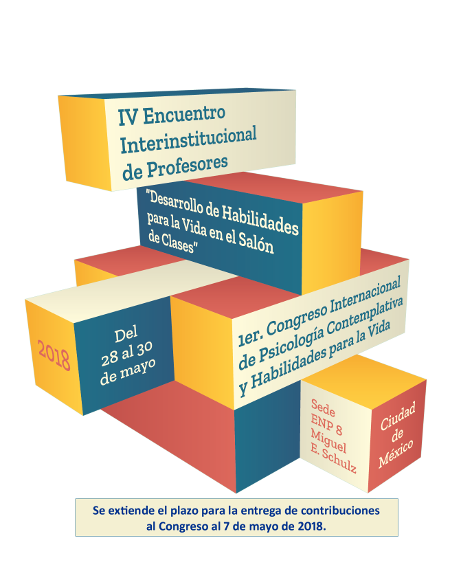 IV Encuentro
Interinstitucional
de Profesores
"Desarrollo de Habilidades
para la Vida en el Salón
de Clases"
1er. Congreso Internacional
de Psicología Contemplativa
y Habilidades para la Vida
2018
Del
28 al 30
de mayo
Sede
ENP 8
Miguel
E. Schulz
Ciudad
de
México
Se extiende el plazo para la entrega de contribuciones
al Congreso al 7 de mayo de 2018.